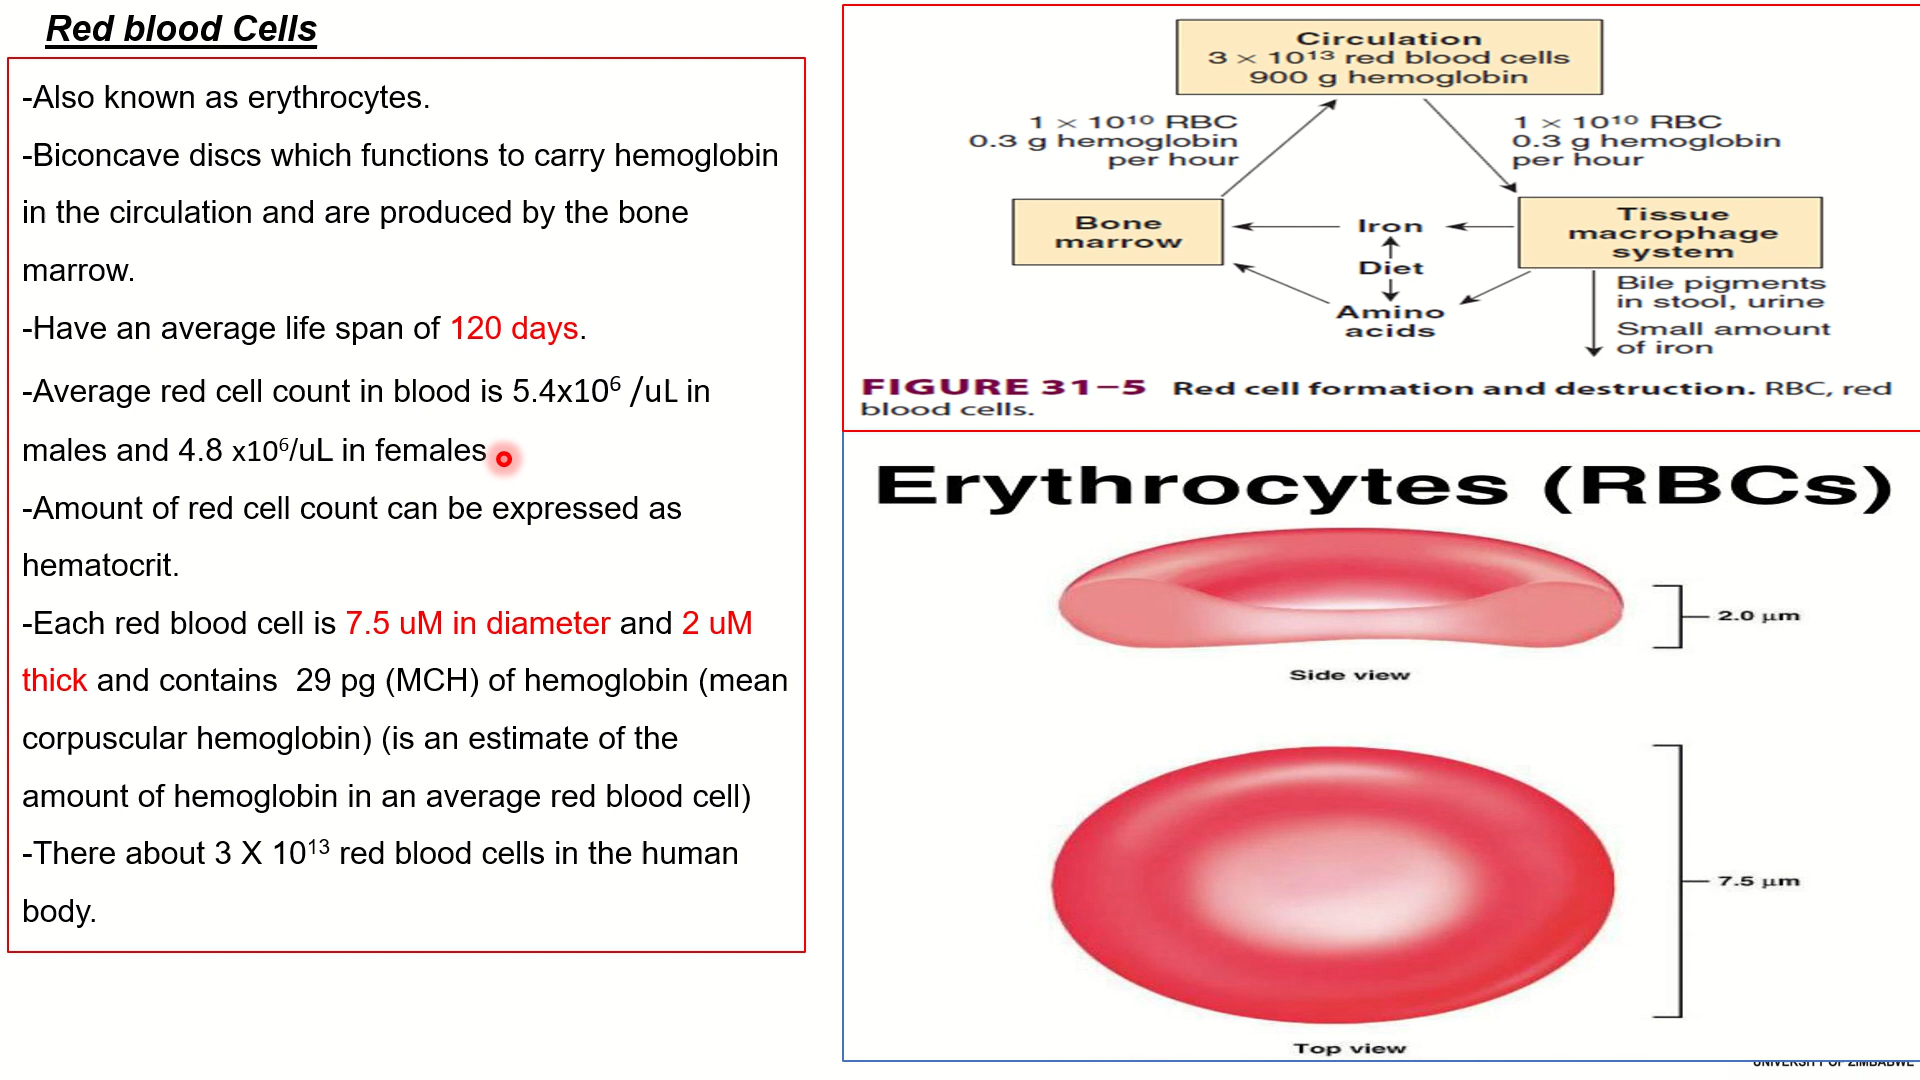 Red blood Cells
-Also known as erythrocytes.
-Biconcave discs which functions to carry hemoglobin
in the circulation and are produced by the bone
marrow.
-Have an average life span of 120 days.
-Average red cell count in blood is 5.4x10⁶ /uL in
males and 4.8 x10⁶/uL in females
-Amount of red cell count can be expressed as
hematocrit.
-Each red blood cell is 7.5 uM in diameter and 2 uM
thick and contains  29 pg (MCH) of hemoglobin (mean
corpuscular hemoglobin) (is an estimate of the
amount of hemoglobin in an average red blood cell)
-There about 3 X 10¹³ red blood cells in the human
body.
Circulation
3 × 10¹³ red blood cells
900 g hemoglobin
1 × 10¹⁰ RBC
0.3 g hemoglobin
per hour
1 × 10¹⁰ RBC
0.3 g hemoglobin
per hour
Bone
marrow
Iron
Diet
Amino
acids
Tissue
macrophage
system
Bile pigments
in stool, urine
Small amount
of iron
FIGURE 31–5 Red cell formation and destruction. RBC, red
blood cells.
Erythrocytes (RBCs)
2.0 μm
Side view
7.5 μm
Top view
UNIVERSITY OF ZIMBABWE